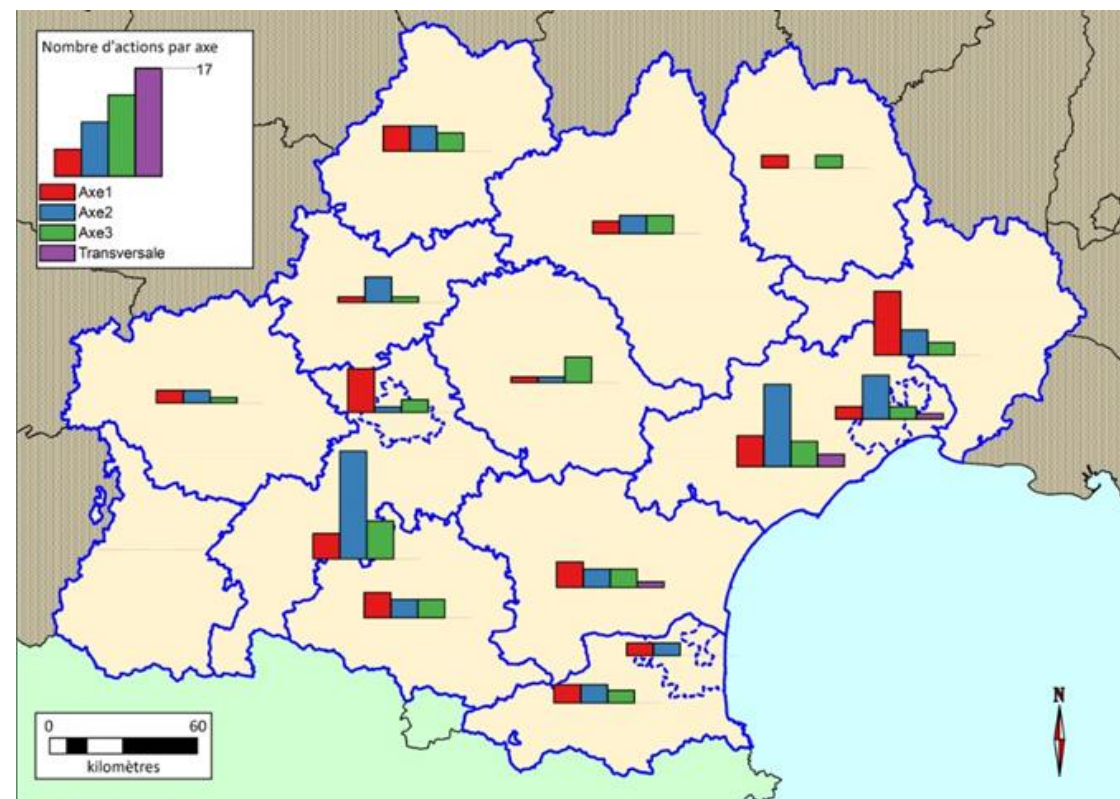 Nombre d'actions par axe
17
Axe1
Axe2
Axe3
Transversale
0 60
kilomètres
N